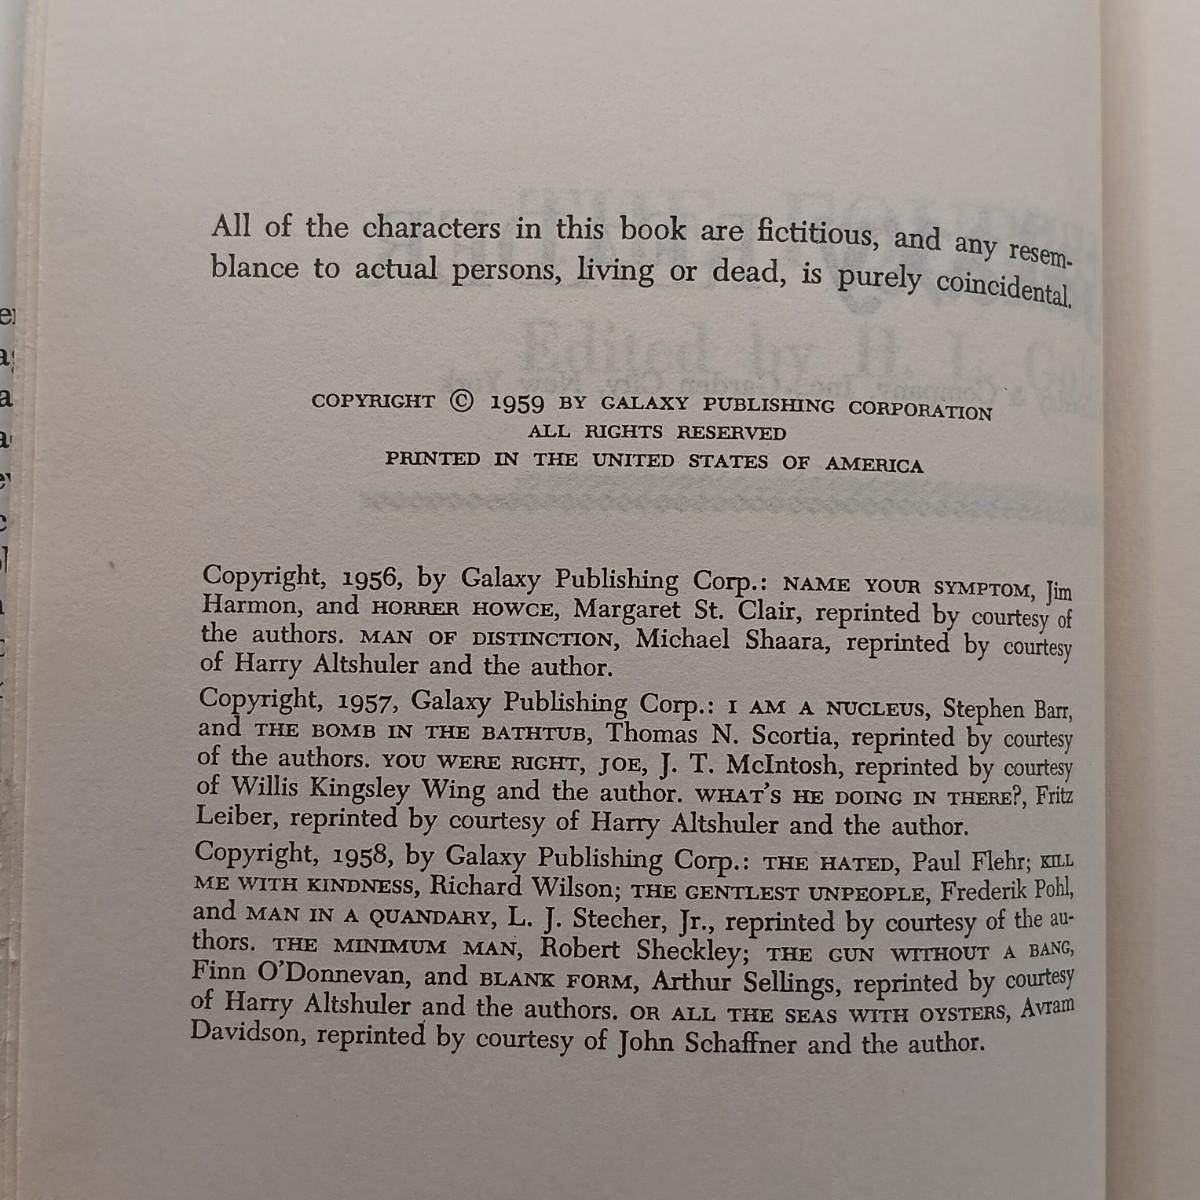 All of the characters in this book are fictitious, and any resem-
blance to actual persons, living or dead, is purely coincidental.
COPYRIGHT © 1959 BY GALAXY PUBLISHING CORPORATION
ALL RIGHTS RESERVED
PRINTED IN THE UNITED STATES OF AMERICA
Copyright, 1956, by Galaxy Publishing Corp.: NAME YOUR SYMPTOM, Jim
Harmon, and HORRER HOWCE, Margaret St. Clair, reprinted by courtesy of
the authors. MAN OF DISTINCTION, Michael Shaara, reprinted by courtesy
of Harry Altshuler and the author.
Copyright, 1957, Galaxy Publishing Corp.: I AM A NUCLEUS, Stephen Barr,
and THE BOMB IN THE BATHTUB, Thomas N. Scortia, reprinted by courtesy
of the authors. YOU WERE RIGHT, JOE, J. T. McIntosh, reprinted by courtesy
of Willis Kingsley Wing and the author. WHAT'S HE DOING IN THERE?, Fritz
Leiber, reprinted by courtesy of Harry Altshuler and the author.
Copyright, 1958, by Galaxy Publishing Corp.: THE HATED, Paul Flehr; KILL
ME WITH KINDNESS, Richard Wilson; THE GENTLEST UNPEOPLE, Frederik Pohl,
and MAN IN A QUANDARY, L. J. Stecher, Jr., reprinted by courtesy of the au-
thors. THE MINIMUM MAN, Robert Sheckley; THE GUN WITHOUT A BANG,
Finn O'Donnevan, and BLANK FORM, Arthur Sellings, reprinted by courtesy
of Harry Altshuler and the authors. OR ALL THE SEAS WITH OYSTERS, Avram
Davidson, reprinted by courtesy of John Schaffner and the author.